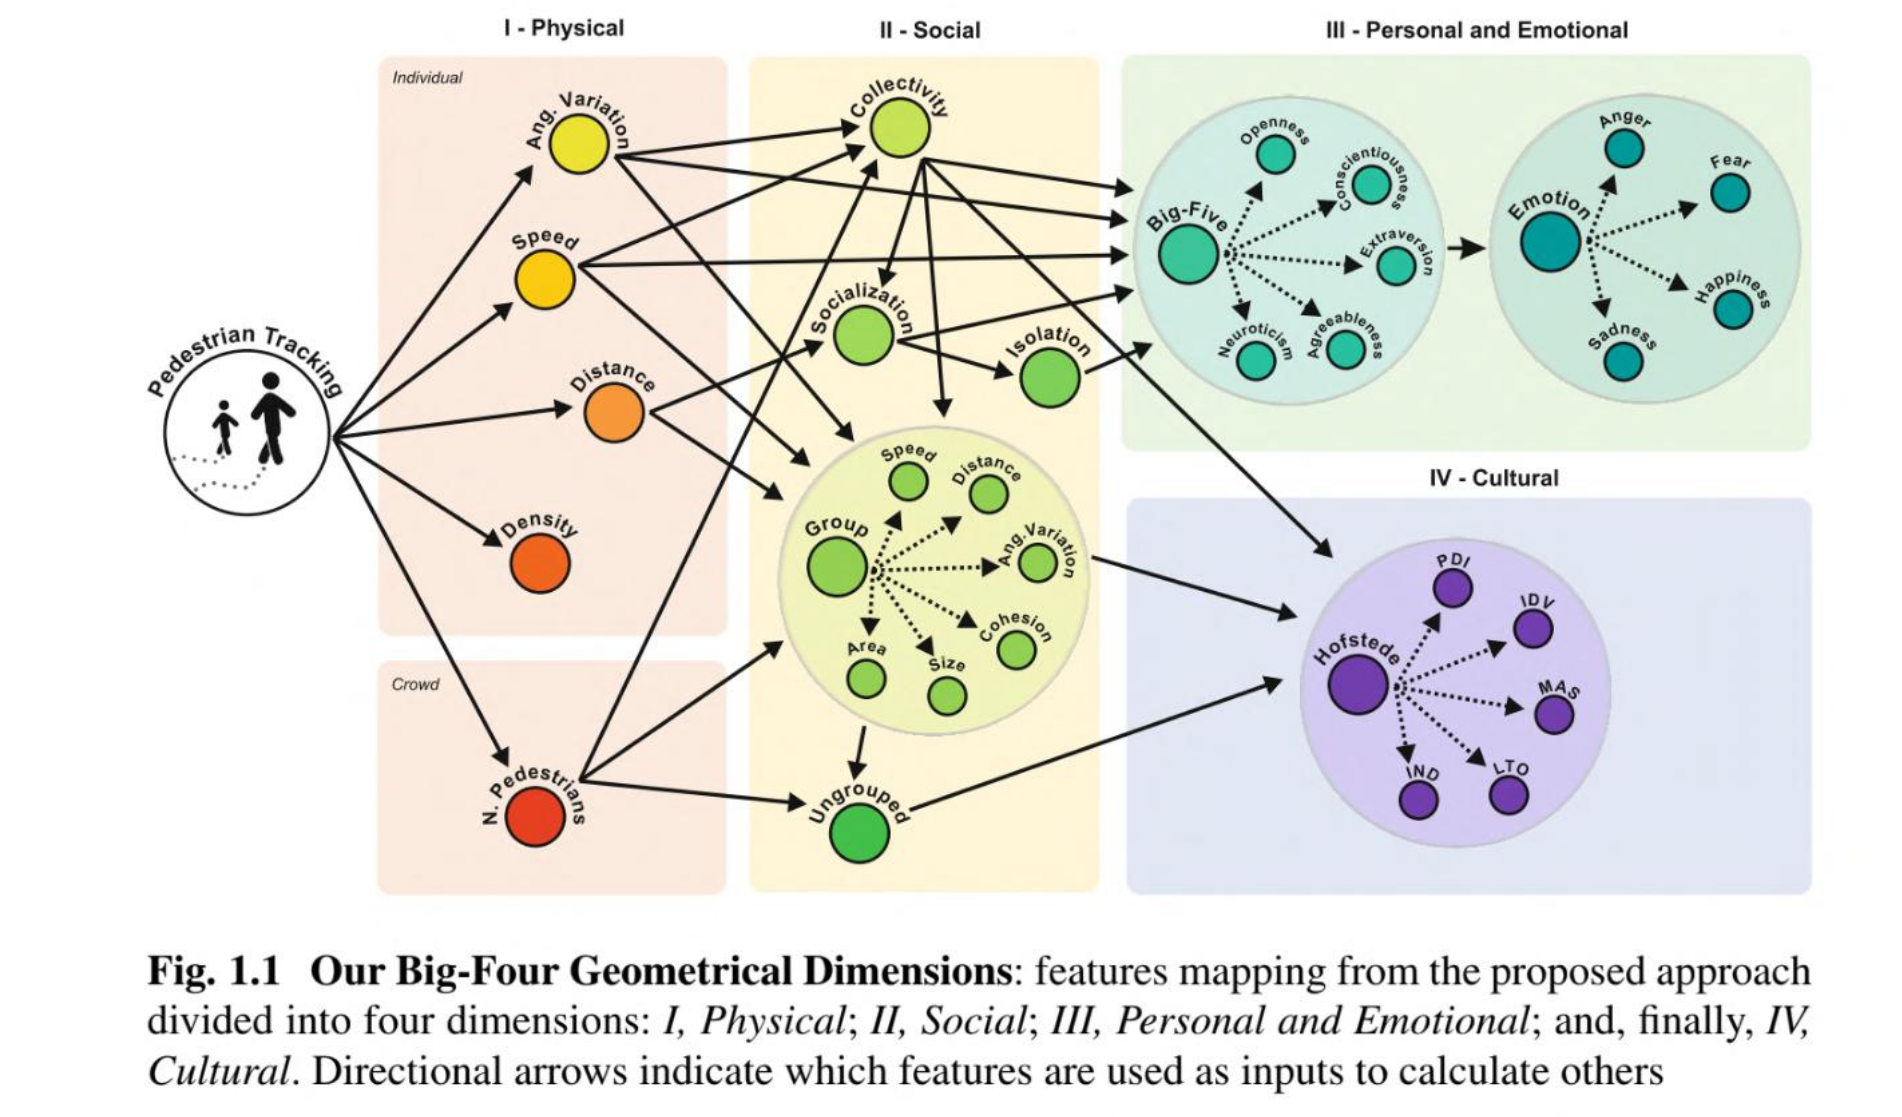 I - Physical
II - Social
III - Personal and Emotional
Individual
Ang. Variation
Speed
Distance
Density
Pedestrian Tracking
Crowd
N. Pedestrians
Collectivity
Socialization
Isolation
Group
Speed
Distance
Ang.Variation
Cohesion
Size
Area
Ungrouped
Big-Five
Openness
Conscientiousness
Extraversion
Agreeableness
Neuroticism
Emotion
Anger
Fear
Happiness
Sadness
IV - Cultural
Hofstede
PDI
IDV
MAS
LTO
IND
Fig. 1.1 Our Big-Four Geometrical Dimensions: features mapping from the proposed approach
divided into four dimensions: I, Physical; II, Social; III, Personal and Emotional; and, finally, IV,
Cultural. Directional arrows indicate which features are used as inputs to calculate others